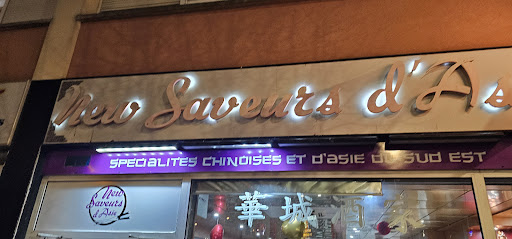 New Saveurs d'As
SPECIALITES CHINOISES ET D'ASIE DU SUD EST
New
Saveurs
d'Asie
華城